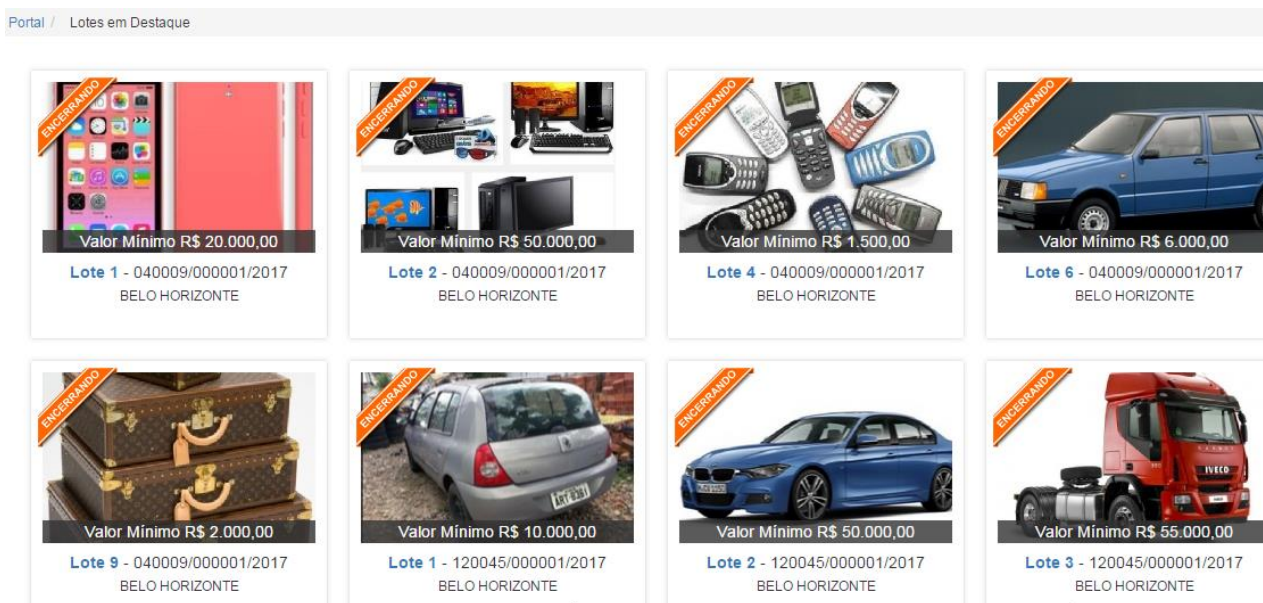 Portal / Lotes em Destaque
ENCERRANDO
Valor Mínimo R$ 20.000,00
Lote 1 - 040009/000001/2017
BELO HORIZONTE
ENCERRANDO
Valor Mínimo R$ 50.000,00
Lote 2 - 040009/000001/2017
BELO HORIZONTE
ENCERRANDO
Valor Mínimo R$ 1.500,00
Lote 4 - 040009/000001/2017
BELO HORIZONTE
ENCERRANDO
Valor Mínimo R$ 6.000,00
Lote 6 - 040009/000001/2017
BELO HORIZONTE
ENCERRANDO
Valor Mínimo R$ 2.000,00
Lote 9 - 040009/000001/2017
BELO HORIZONTE
ENCERRANDO
Valor Mínimo R$ 10.000,00
Lote 1 - 120045/000001/2017
BELO HORIZONTE
ENCERRANDO
Valor Mínimo R$ 50.000,00
Lote 2 - 120045/000001/2017
BELO HORIZONTE
ENCERRANDO
IVECO
Valor Mínimo R$ 55.000,00
Lote 3 - 120045/000001/2017
BELO HORIZONTE